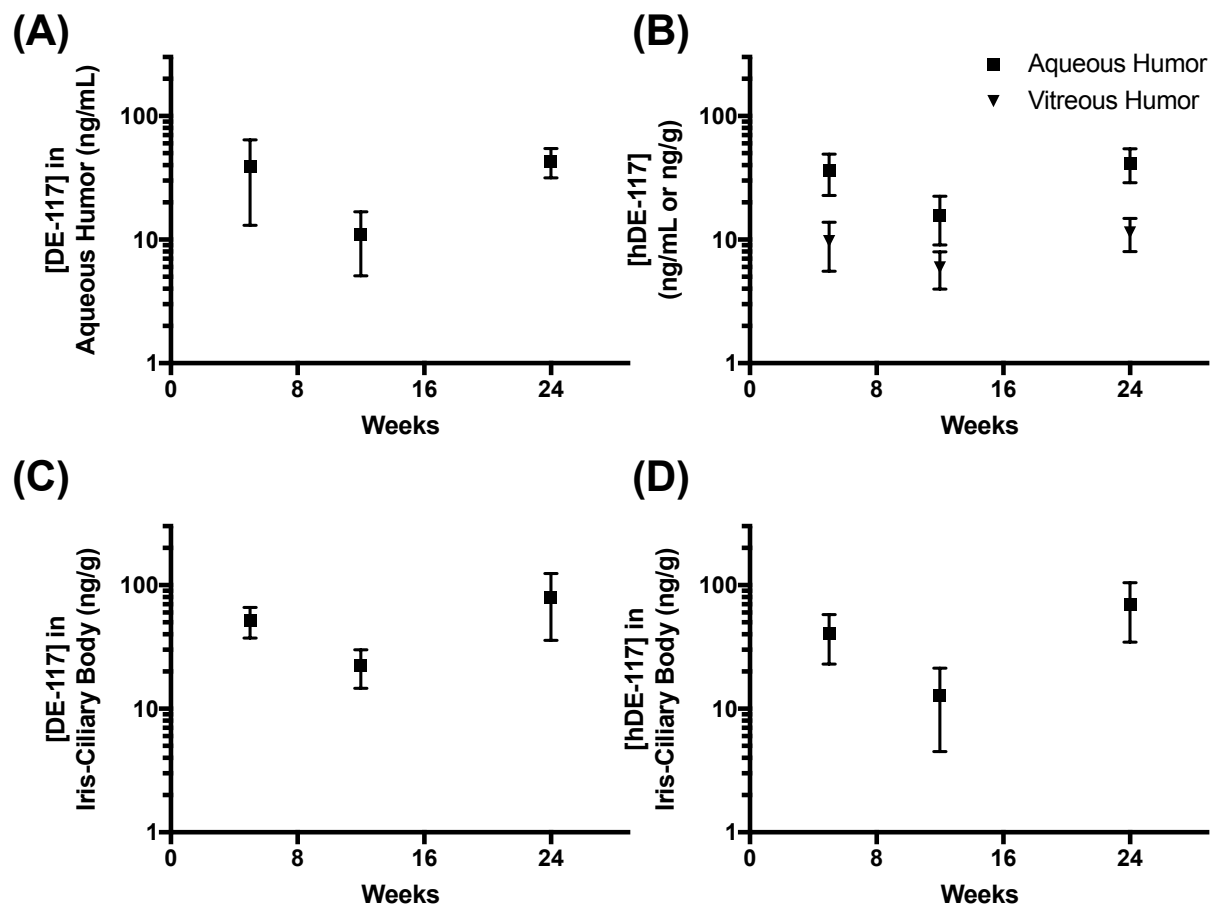 (A)
[DE-117] in
Aqueous Humor (ng/mL)
100
10
1
0 8 16 24
Weeks
(B)
[hDE-117]
(ng/mL or ng/g)
100
10
1
0 8 16 24
Weeks
Aqueous Humor
Vitreous Humor
(C)
[DE-117] in
Iris-Ciliary Body (ng/g)
100
10
1
0 8 16 24
Weeks
(D)
[hDE-117] in
Iris-Ciliary Body (ng/g)
100
10
1
0 8 16 24
Weeks